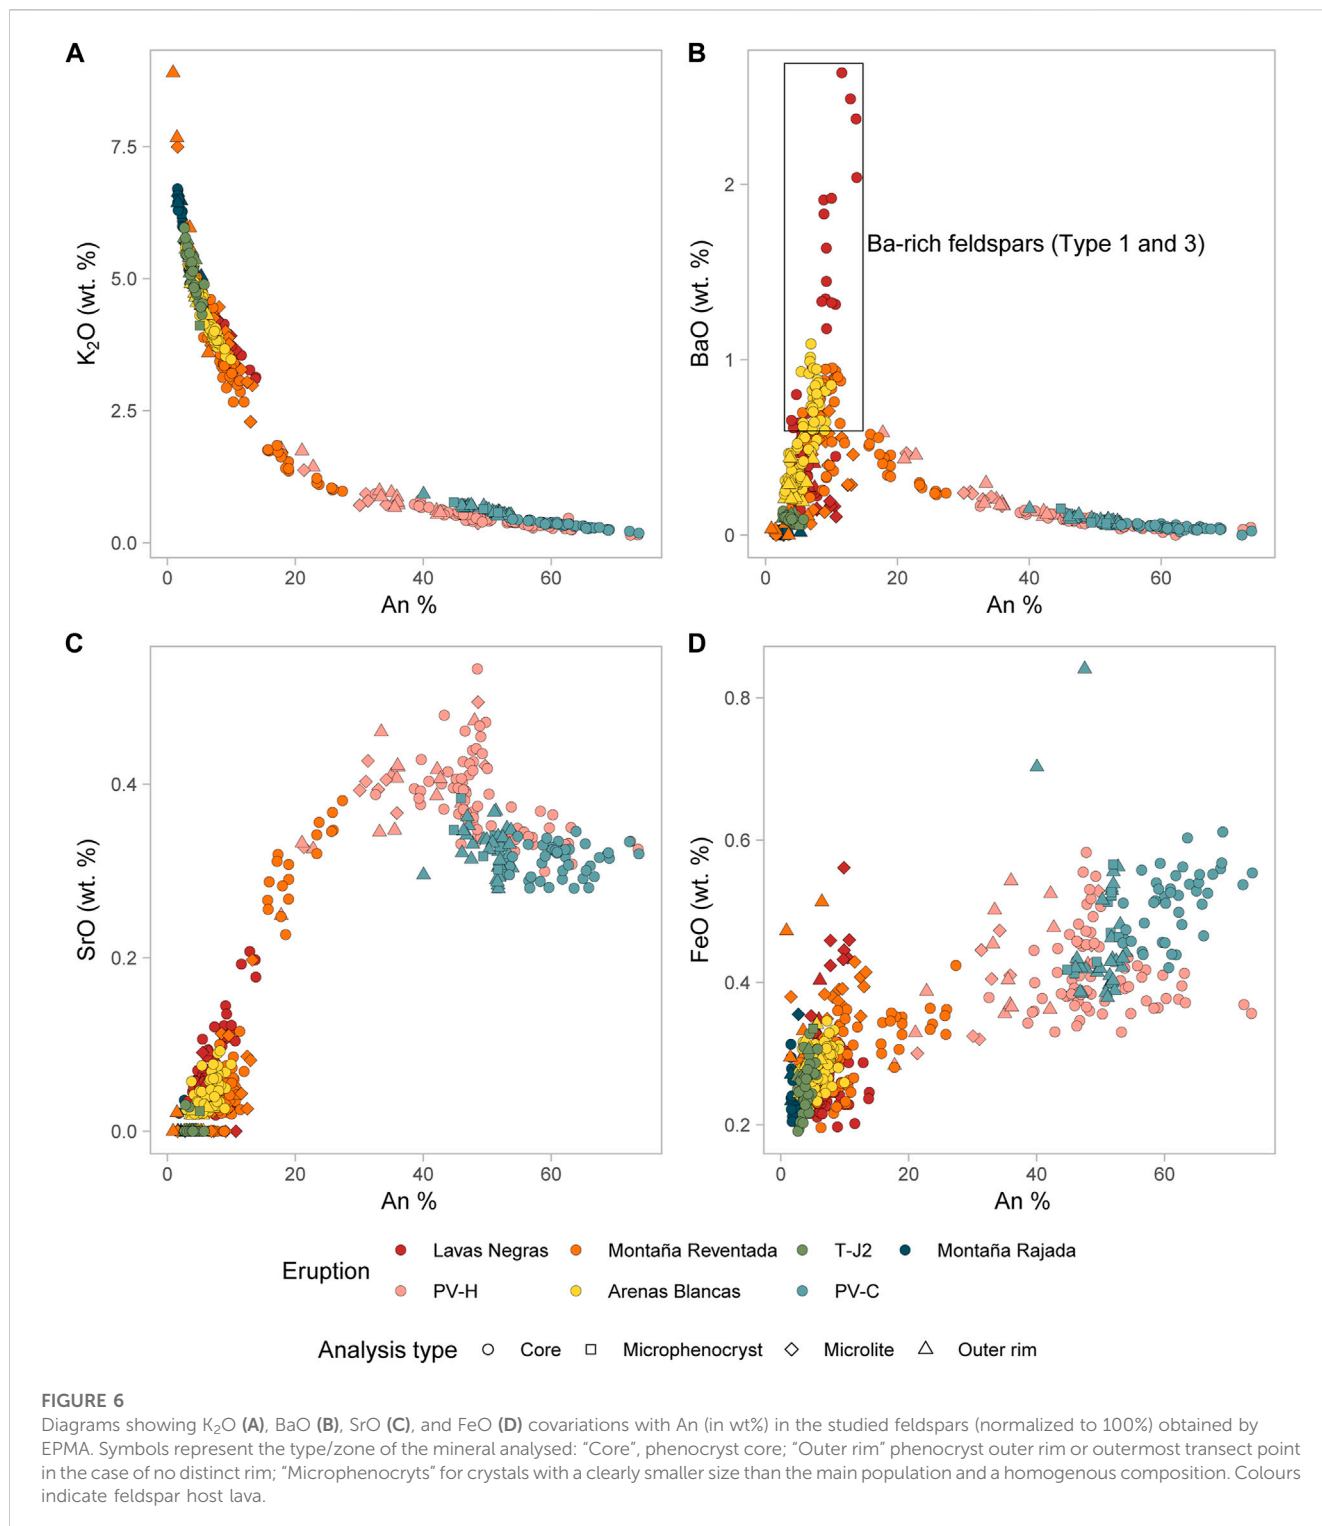 A
B
7.5
5.0
2.5
0.0
K2O (wt. %)
0
20
40
60
An %
2
1
0
BaO (wt. %)
Ba-rich feldspars (Type 1 and 3)
0
20
40
60
An %
C
D
0.4
0.2
0.0
SrO (wt. %)
0
20
40
60
An %
0.8
0.6
0.4
0.2
FeO (wt. %)
0
20
40
60
An %
Eruption
Lavas Negras
Montaña Reventada
T-J2
Montaña Rajada
PV-H
Arenas Blancas
PV-C
Analysis type
Core
Microphenocryst
Microlite
Outer rim
FIGURE 6
Diagrams showing K2O (A), BaO (B), SrO (C), and FeO (D) covariations with An (in wt%) in the studied feldspars (normalized to 100%) obtained by
EPMA. Symbols represent the type/zone of the mineral analysed: “Core”, phenocryst core; “Outer rim” phenocryst outer rim or outermost transect point
in the case of no distinct rim; “Microphenocryts” for crystals with a clearly smaller size than the main population and a homogenous composition. Colours
indicate feldspar host lava.